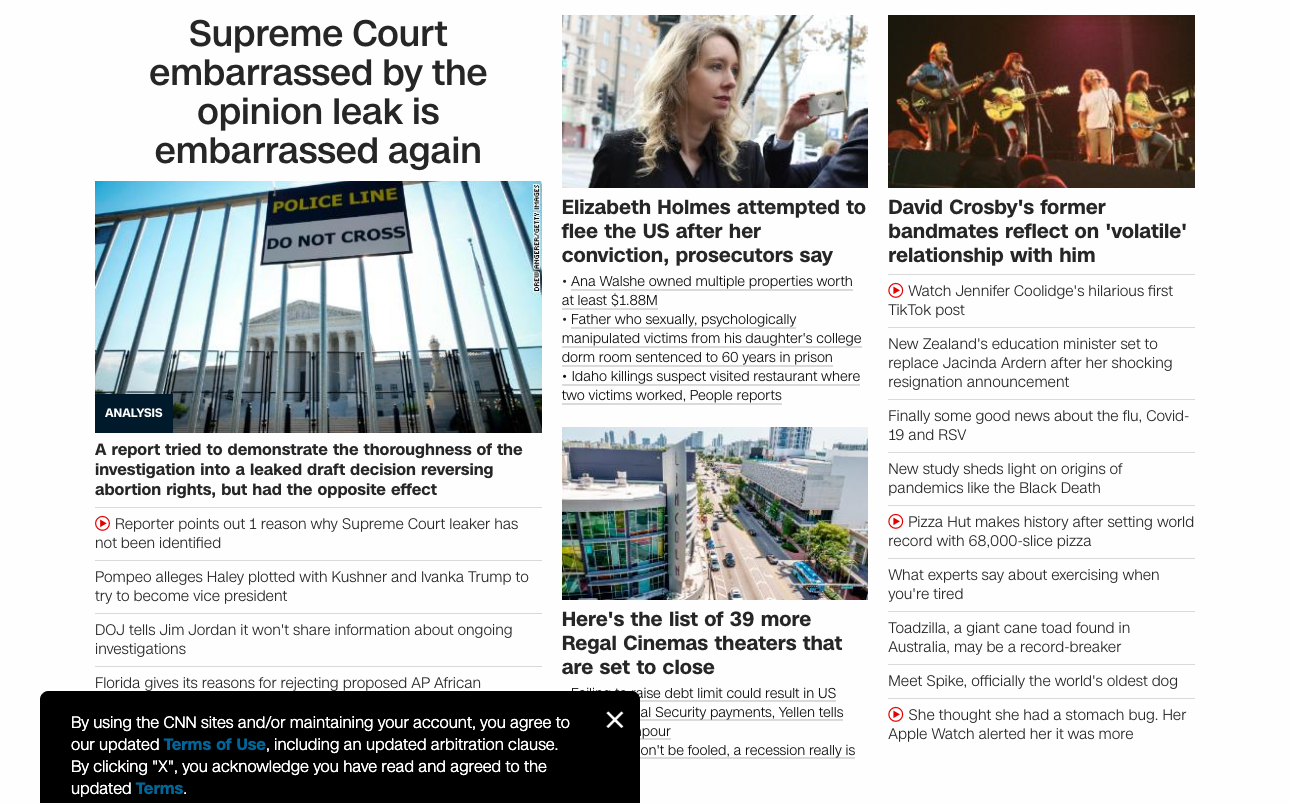 Supreme Court
embarrassed by the
opinion leak is
embarrassed again
POLICE LINE
DO NOT CROSS
DREW ANGERER/GETTY IMAGES
ANALYSIS
A report tried to demonstrate the thoroughness of the
investigation into a leaked draft decision reversing
abortion rights, but had the opposite effect
Reporter points out 1 reason why Supreme Court leaker has
not been identified
Pompeo alleges Haley plotted with Kushner and Ivanka Trump to
try to become vice president
DOJ tells Jim Jordan it won't share information about ongoing
investigations
Florida gives its reasons for rejecting proposed AP African
Elizabeth Holmes attempted to
flee the US after her
conviction, prosecutors say
• Ana Walshe owned multiple properties worth
at least $1.88M
• Father who sexually, psychologically
manipulated victims from his daughter's college
dorm room sentenced to 60 years in prison
• Idaho killings suspect visited restaurant where
two victims worked, People reports
LINCOLN
Here's the list of 39 more
Regal Cinemas theaters that
are set to close
raise debt limit could result in US
al Security payments, Yellen tells
npour
on't be fooled, a recession really is
David Crosby's former
bandmates reflect on 'volatile'
relationship with him
Watch Jennifer Coolidge's hilarious first
TikTok post
New Zealand's education minister set to
replace Jacinda Ardern after her shocking
resignation announcement
Finally some good news about the flu, Covid-
19 and RSV
New study sheds light on origins of
pandemics like the Black Death
Pizza Hut makes history after setting world
record with 68,000-slice pizza
What experts say about exercising when
you're tired
Toadzilla, a giant cane toad found in
Australia, may be a record-breaker
Meet Spike, officially the world's oldest dog
She thought she had a stomach bug. Her
Apple Watch alerted her it was more
By using the CNN sites and/or maintaining your account, you agree to
our updated Terms of Use, including an updated arbitration clause.
By clicking "X", you acknowledge you have read and agreed to the
updated Terms.